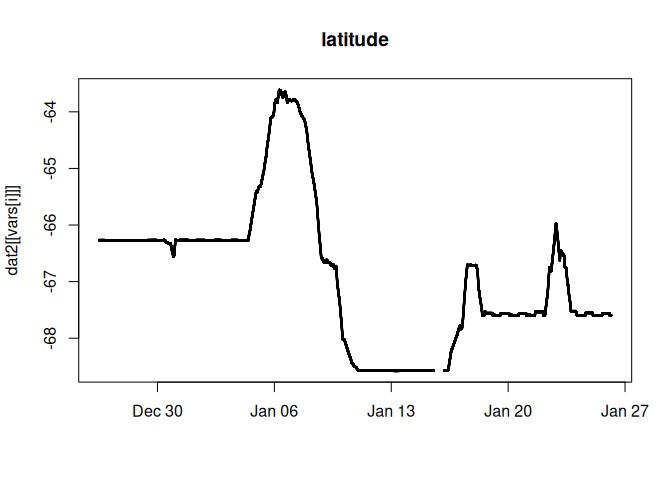 latitude
dat2[[vars[i]]]
-64
-65
-66
-67
-68
Dec 30
Jan 06
Jan 13
Jan 20
Jan 27